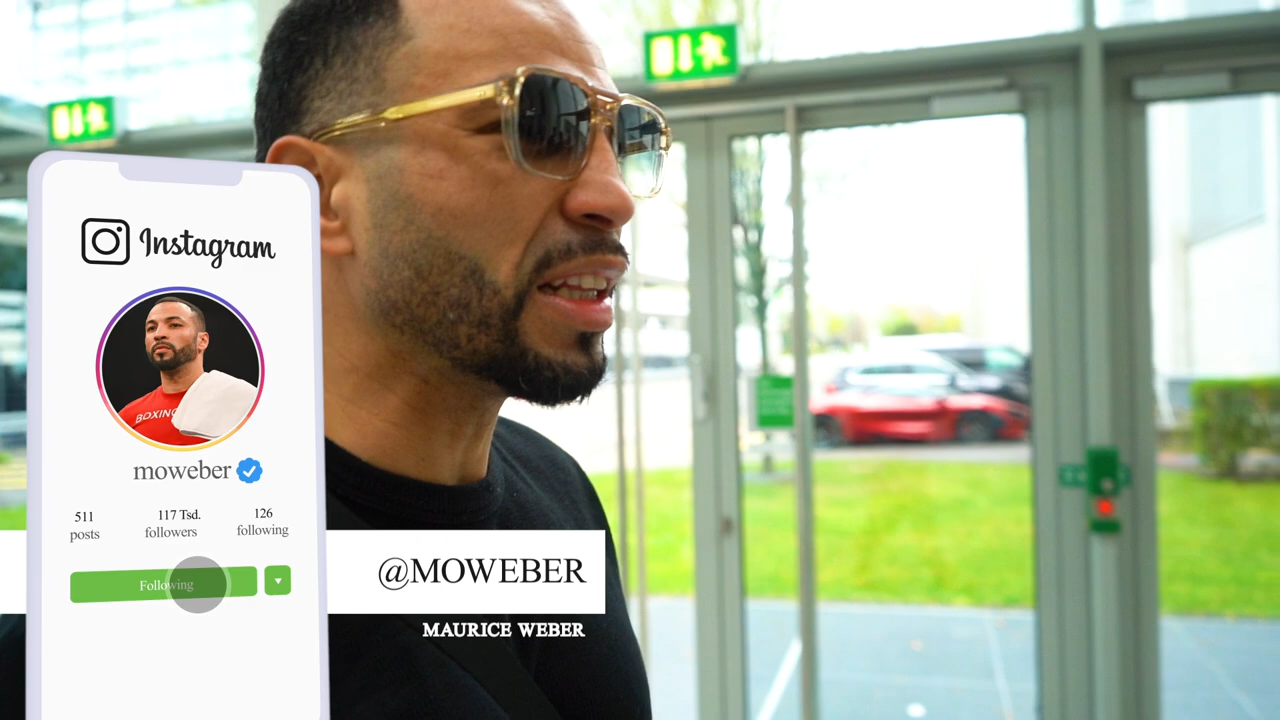 Instagram
BOXING
moweber
511
posts
117 Tsd.
followers
126
following
Following
@MOWEBER
MAURICE WEBER